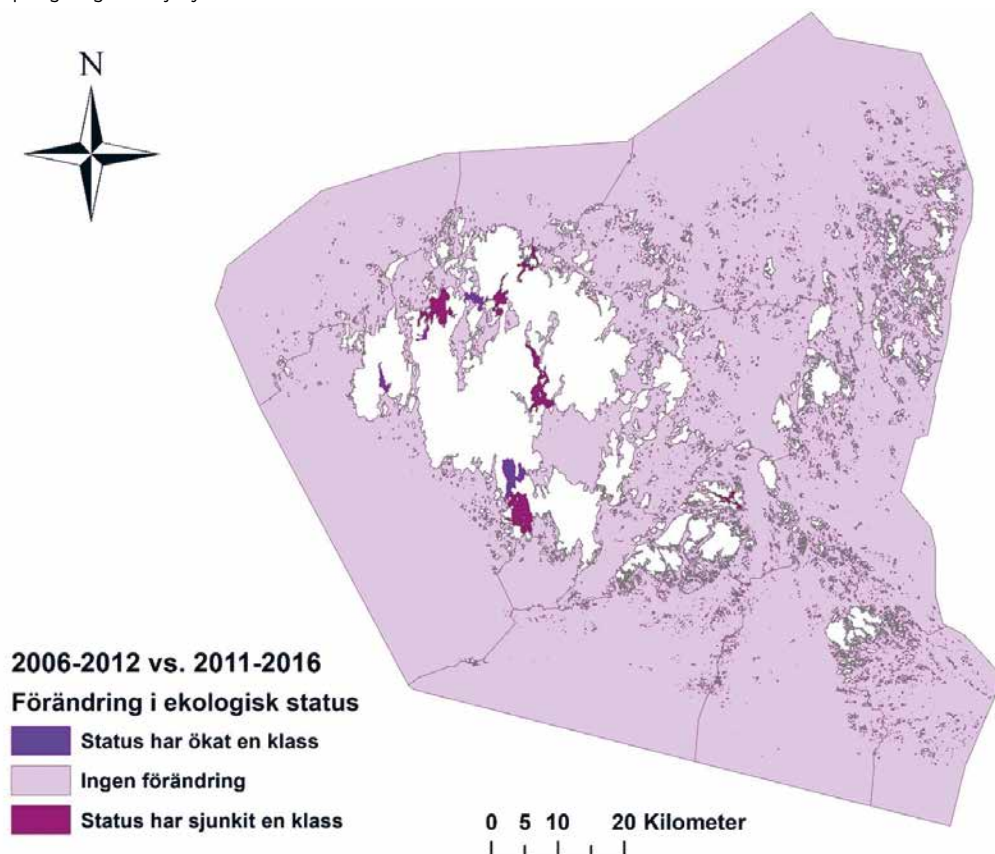 N
2006-2012 vs. 2011-2016
Förändring i ekologisk status
Status har ökat en klass
Ingen förändring
Status har sjunkit en klass
0 5 10 20 Kilometer